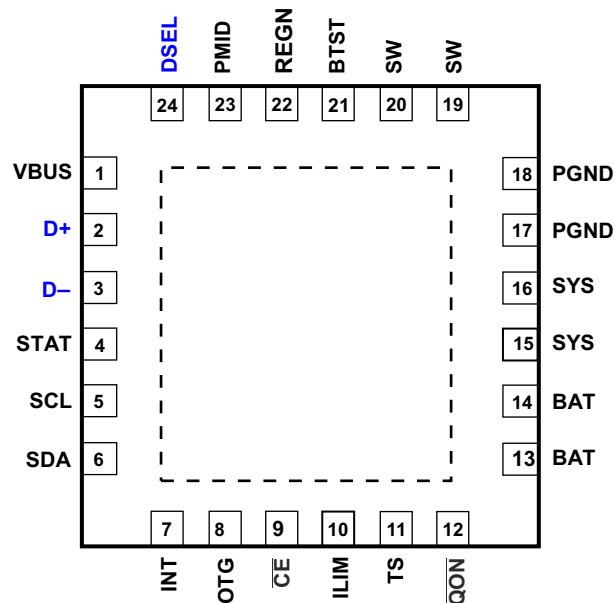 DSEL PMID REGN BTST SW SW
24 23 22 21 20 19
VBUS 1 18 PGND
D+ 2 17 PGND
D– 3 16 SYS
STAT 4 15 SYS
SCL 5 14 BAT
SDA 6 13 BAT
7 8 9 10 11 12
INT OTG C̅E̅ ILIM TS Q̅O̅N̅